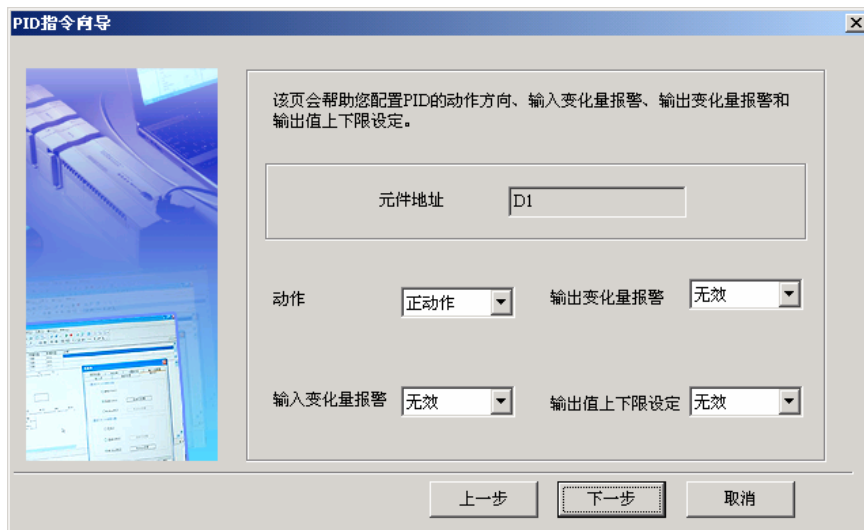 PID指令向导
该页会帮助您配置PID的动作方向、输入变化量报警、输出变化量报警和
输出值上下限设定。
元件地址 D1
动作 正动作 输出变化量报警 无效
输入变化量报警 无效 输出值上下限设定 无效
上一步 下一步 取消